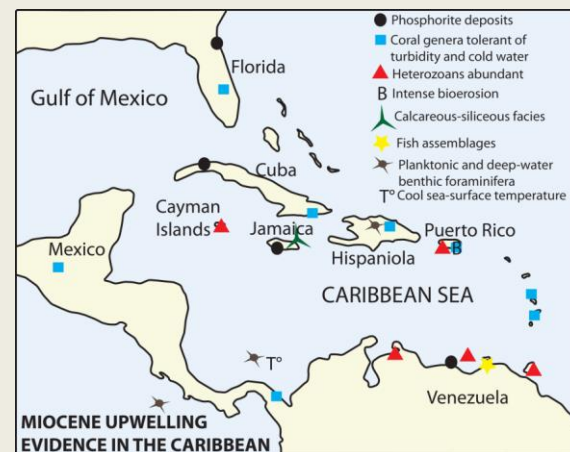 Phosphorite deposits
Coral genera tolerant of
turbidity and cold water
Heterozoans abundant
B Intense bioerosion
Calcareous-siliceous facies
Fish assemblages
Planktonic and deep-water
benthic foraminifera
T° Cool sea-surface temperature
Florida
Gulf of Mexico
Cuba
Cayman
Islands
Jamaica
Hispaniola
Puerto Rico
B
Mexico
CARIBBEAN SEA
T°
Venezuela
MIOCENE UPWELLING
EVIDENCE IN THE CARIBBEAN